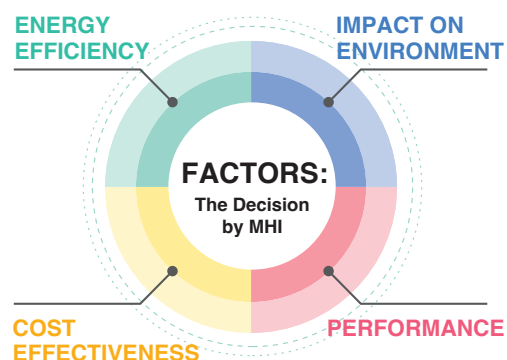 ENERGY
EFFICIENCY
IMPACT ON
ENVIRONMENT
FACTORS:
The Decision
by MHI
COST
EFFECTIVENESS
PERFORMANCE